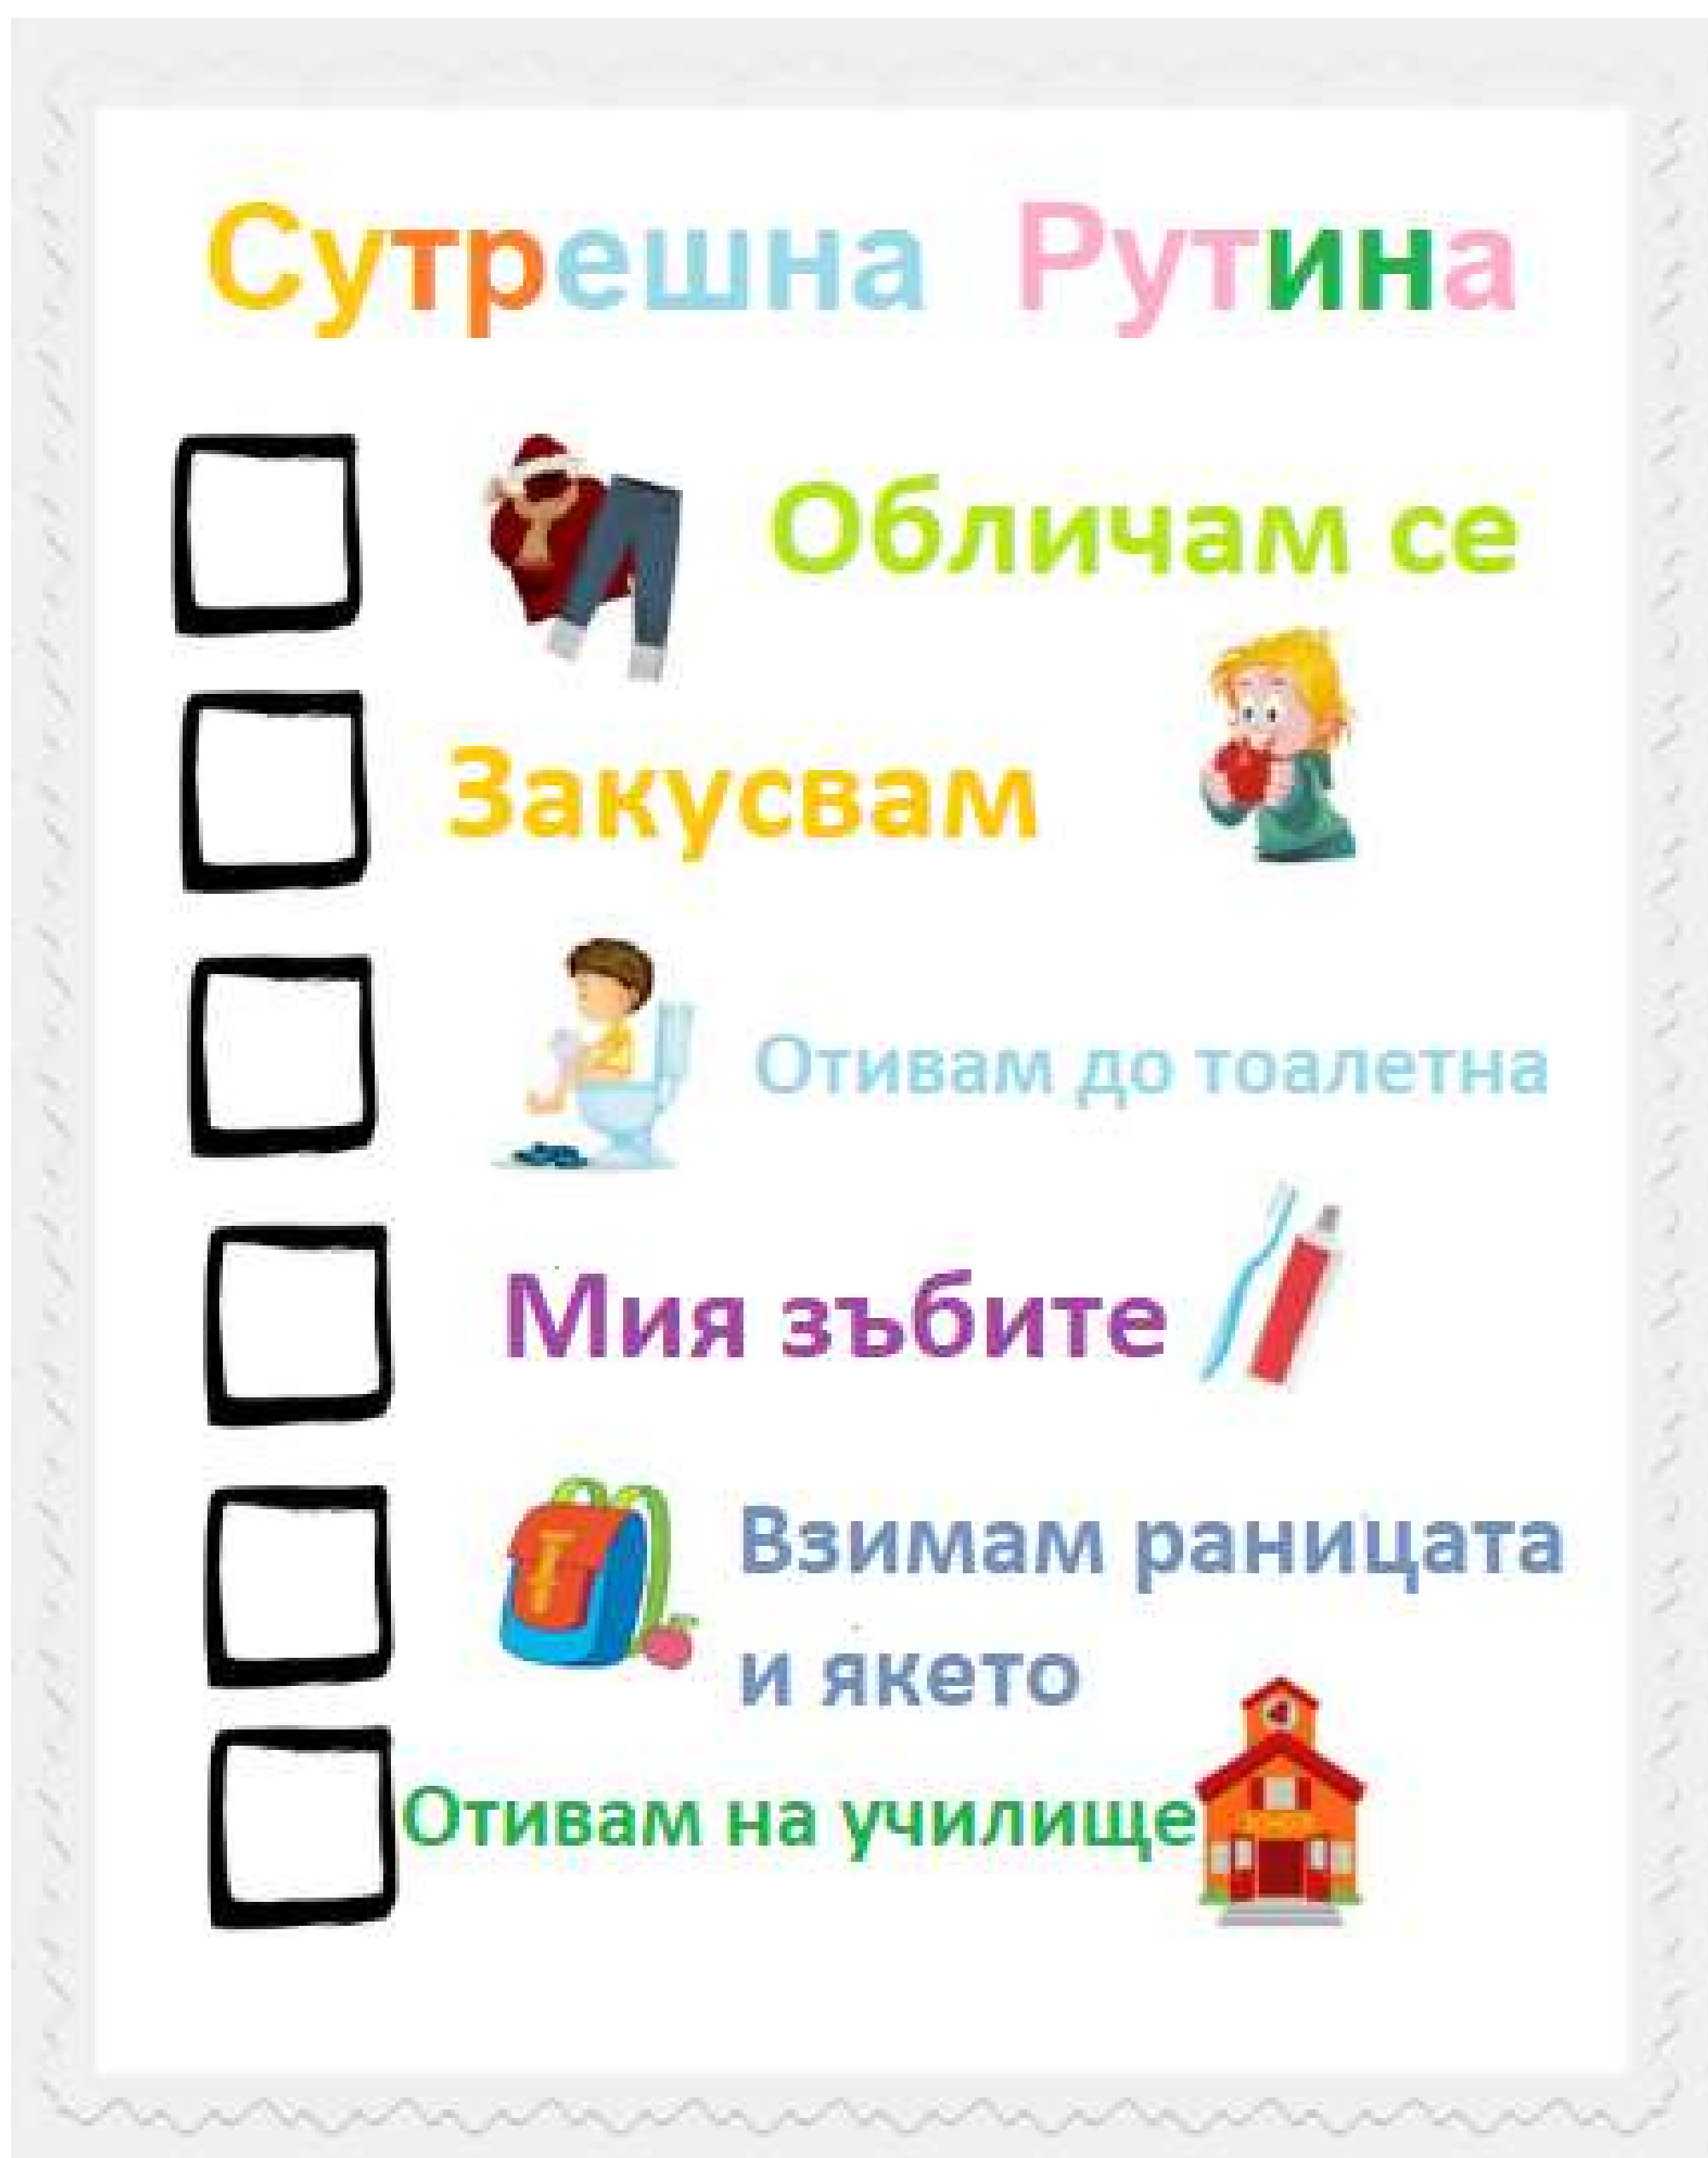 Сутрешна Рутина
Обличам се
Закусвам
Отивам до тоалетна
Мия зъбите
Взимам раницата
и якето
Отивам на училище